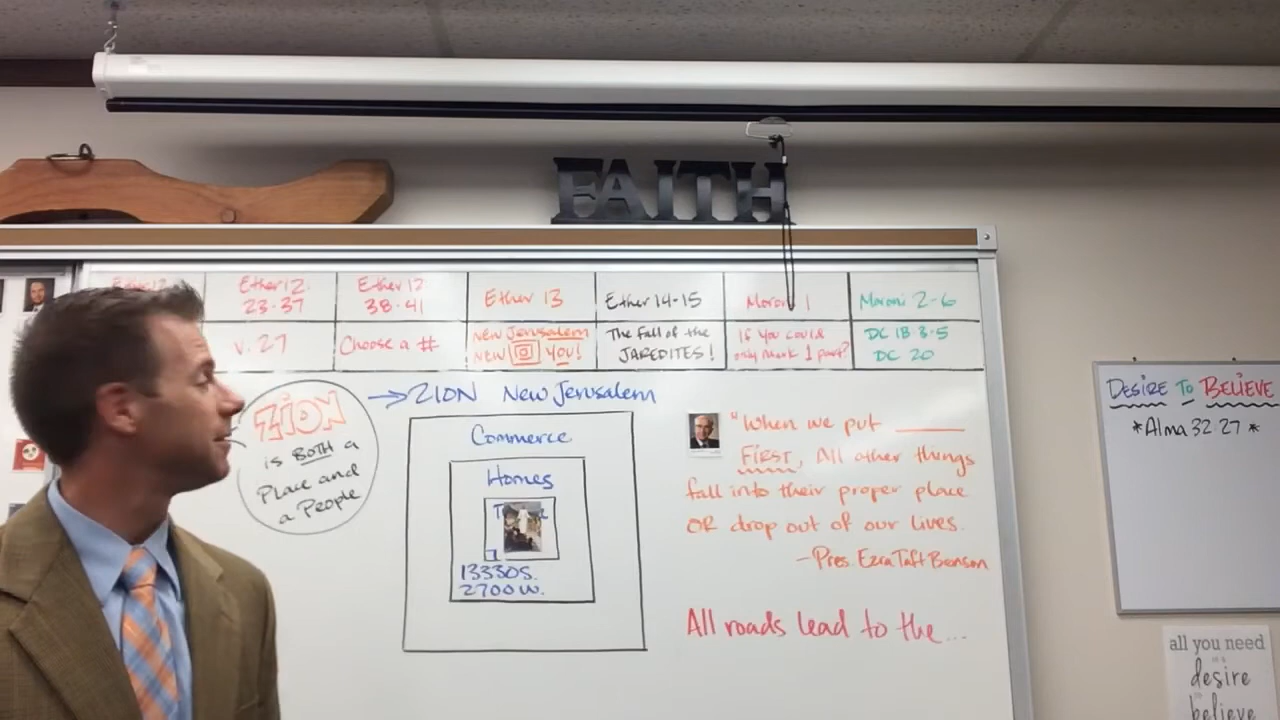 FAITH
Ether 12:
23-37
Ether 12:
38-41
Ether 13
Ether 14-15
Moroni 1
Moroni 2-6
V. 27
Choose a #
New Jerusalem
NEW YOU!
The fall of the
JAREDITES!
If you could
only mark 1 part?
DC 18 3-5
DC 20
ZION
is BOTH a
Place and
a People
ZION New Jerusalem
Commerce
Homes
13330 S.
2700 W.
"When we put ______
FIRST, All other things
fall into their proper place
OR drop out of our lives.
-Pres. Ezra Taft Benson
All roads lead to the...
DESIRE To BELIEVE
*Alma 32 27 *
all you need
desire
believe